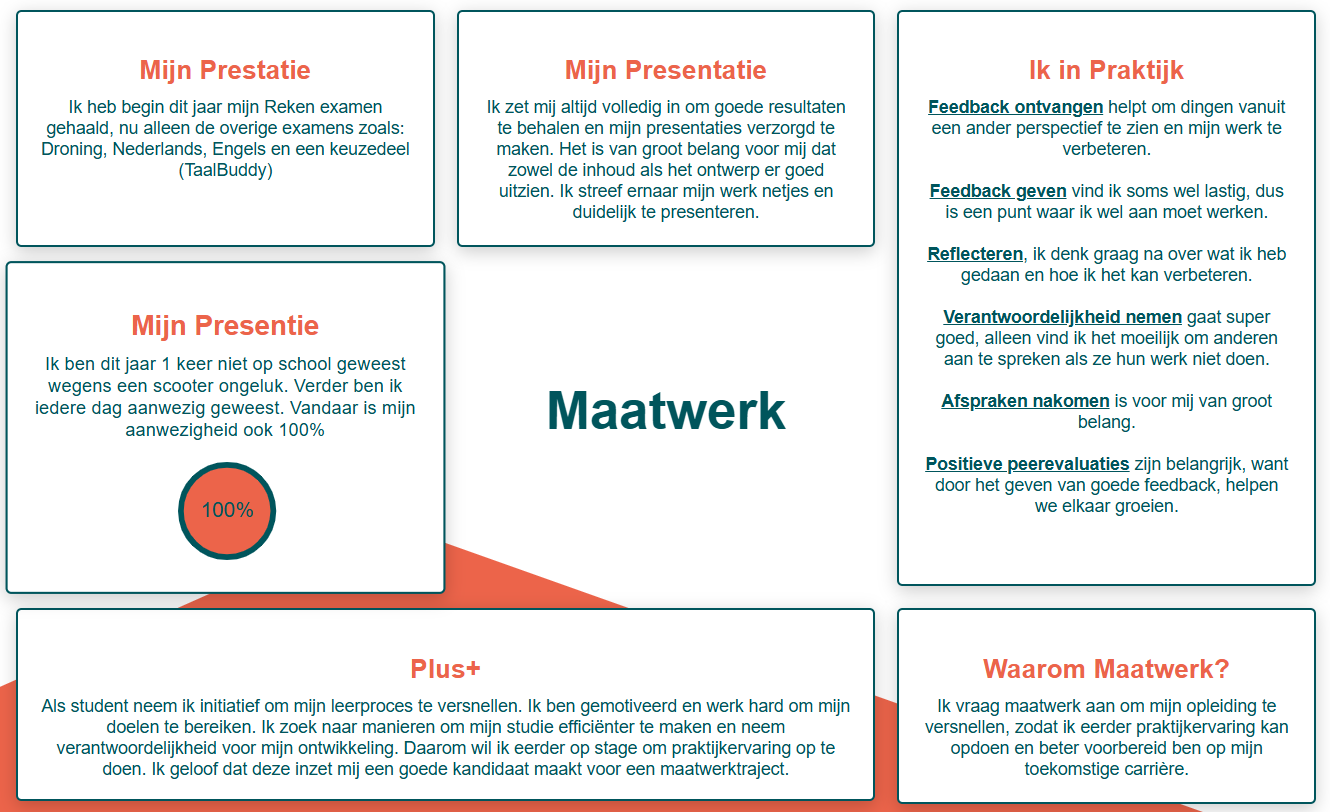 Mijn Prestatie
Ik heb begin dit jaar mijn Reken examen
gehaald, nu alleen de overige examens zoals:
Droning, Nederlands, Engels en een keuzedeel
(TaalBuddy)
Mijn Presentatie
Ik zet mij altijd volledig in om goede resultaten
te behalen en mijn presentaties verzorgd te
maken. Het is van groot belang voor mij dat
zowel de inhoud als het ontwerp er goed
uitzien. Ik streef ernaar mijn werk netjes en
duidelijk te presenteren.
Ik in Praktijk
Feedback ontvangen helpt om dingen vanuit
een ander perspectief te zien en mijn werk te
verbeteren.
Feedback geven vind ik soms wel lastig, dus
is een punt waar ik wel aan moet werken.
Reflecteren, ik denk graag na over wat ik heb
gedaan en hoe ik het kan verbeteren.
Verantwoordelijkheid nemen gaat super
goed, alleen vind ik het moeilijk om anderen
aan te spreken als ze hun werk niet doen.
Afspraken nakomen is voor mij van groot
belang.
Positieve peerevaluaties zijn belangrijk, want
door het geven van goede feedback, helpen
we elkaar groeien.
Mijn Presentie
Ik ben dit jaar 1 keer niet op school geweest
wegens een scooter ongeluk. Verder ben ik
iedere dag aanwezig geweest. Vandaar is mijn
aanwezigheid ook 100%
100%
Maatwerk
Plus+
Als student neem ik initiatief om mijn leerproces te versnellen. Ik ben gemotiveerd en werk hard om mijn
doelen te bereiken. Ik zoek naar manieren om mijn studie efficiënter te maken en neem
verantwoordelijkheid voor mijn ontwikkeling. Daarom wil ik eerder op stage om praktijkervaring op te
doen. Ik geloof dat deze inzet mij een goede kandidaat maakt voor een maatwerktraject.
Waarom Maatwerk?
Ik vraag maatwerk aan om mijn opleiding te
versnellen, zodat ik eerder praktijkervaring kan
opdoen en beter voorbereid ben op mijn
toekomstige carrière.